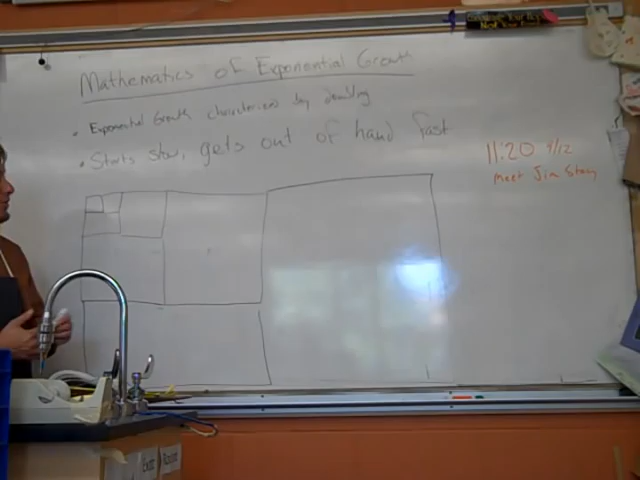 Mathematics of Exponential Growth
• Exponential Growth characterized by doubling
• Starts slow, gets out of hand fast
11:20 9/12
Meet Jim Stacy